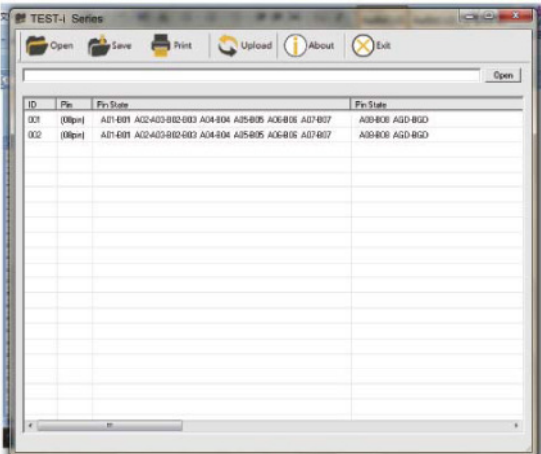 TEST-i Series
Open Save Print Upload About Exit
Open
ID Pin Pin State Pin State
001 (08pin) A01-B01 A02-A03-B02-B03 A04-B04 A05-B05 A06-B06 A07-B07 A08-B08 AGD-BGD
002 (08pin) A01-B01 A02-A03-B02-B03 A04-B04 A05-B05 A06-B06 A07-B07 A08-B08 AGD-BGD